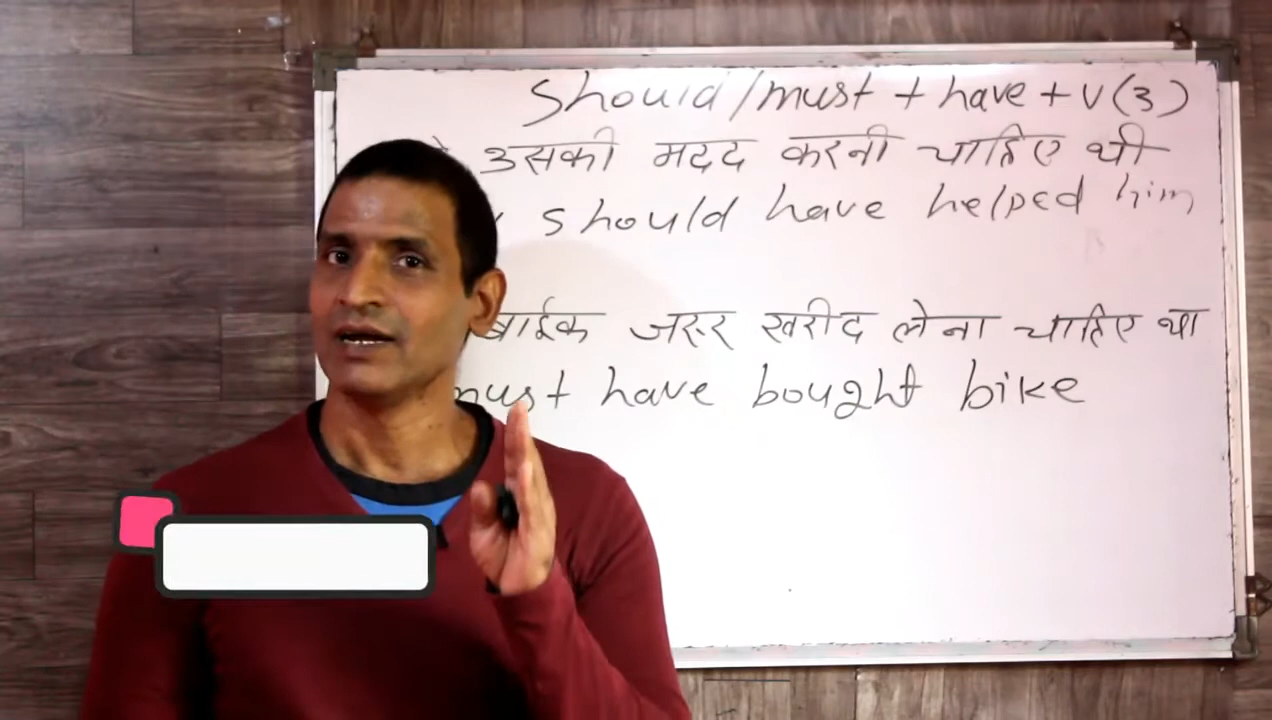 Should/must + have + v(3)
उसकी मदद करनी चाहिए थी
should have helped him
बाईक जरूर खरीद लेना चाहिए था
must have bought bike